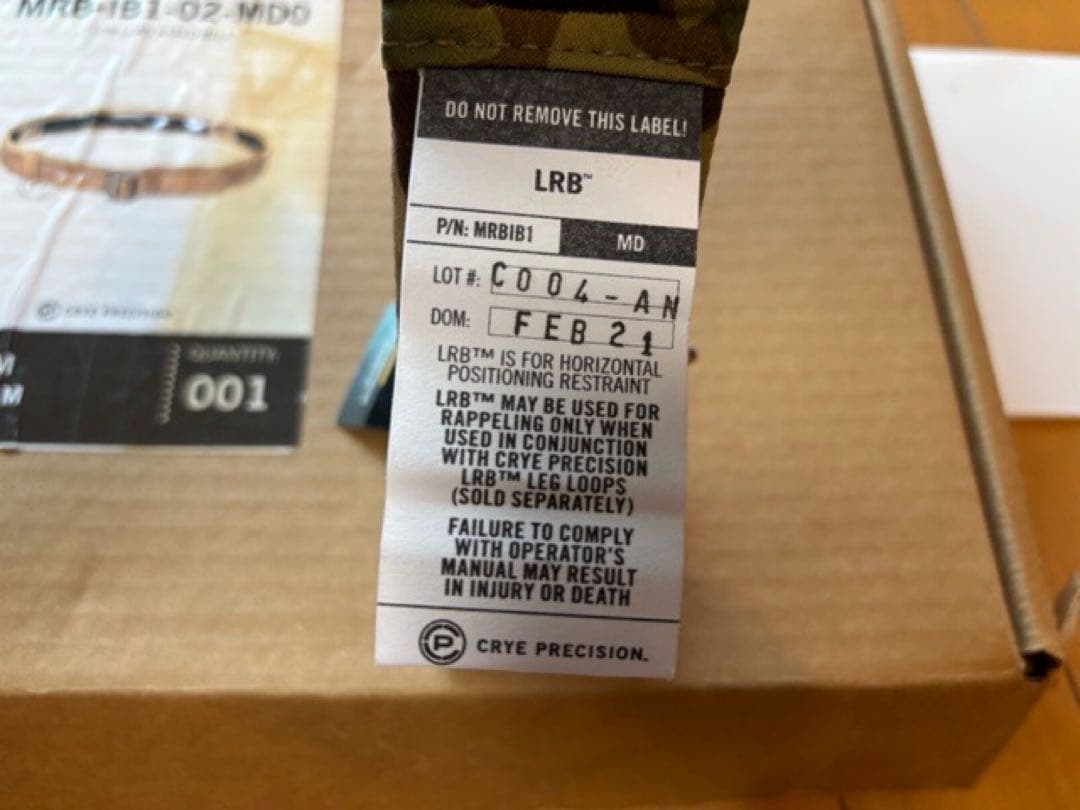 MRB-IB1-02-MD0
CRYE PRECISION
M
M
QUANTITY
001
DO NOT REMOVE THIS LABEL!
LRB™
P/N: MRBIB1
MD
LOT #: C004-AN
DOM: FEB 21
LRB™ IS FOR HORIZONTAL
POSITIONING RESTRAINT
LRB™ MAY BE USED FOR
RAPPELING ONLY WHEN
USED IN CONJUNCTION
WITH CRYE PRECISION
LRB™ LEG LOOPS
(SOLD SEPARATELY)
FAILURE TO COMPLY
WITH OPERATOR'S
MANUAL MAY RESULT
IN INJURY OR DEATH
CRYE PRECISION™